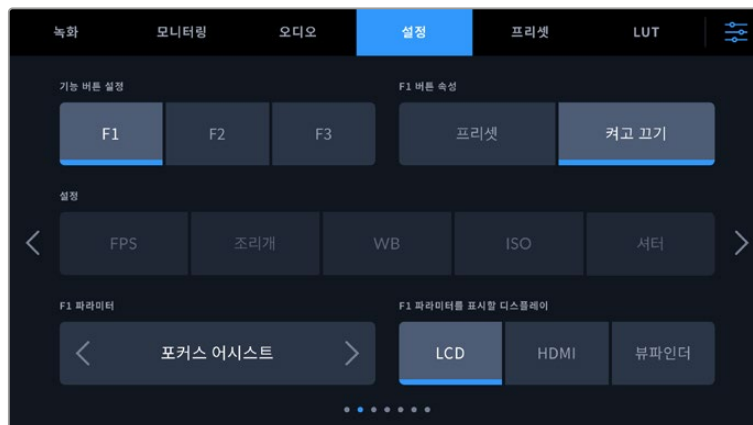 녹화 모니터링 오디오 설정 프리셋 LUT
기능 버튼 설정 F1 버튼 속성
F1 F2 F3 프리셋 켜고 끄기
설정
FPS 조리개 WB ISO 셔터
F1 파라미터 F1 파라미터를 표시할 디스플레이
포커스 어시스트 LCD HDMI 뷰파인더